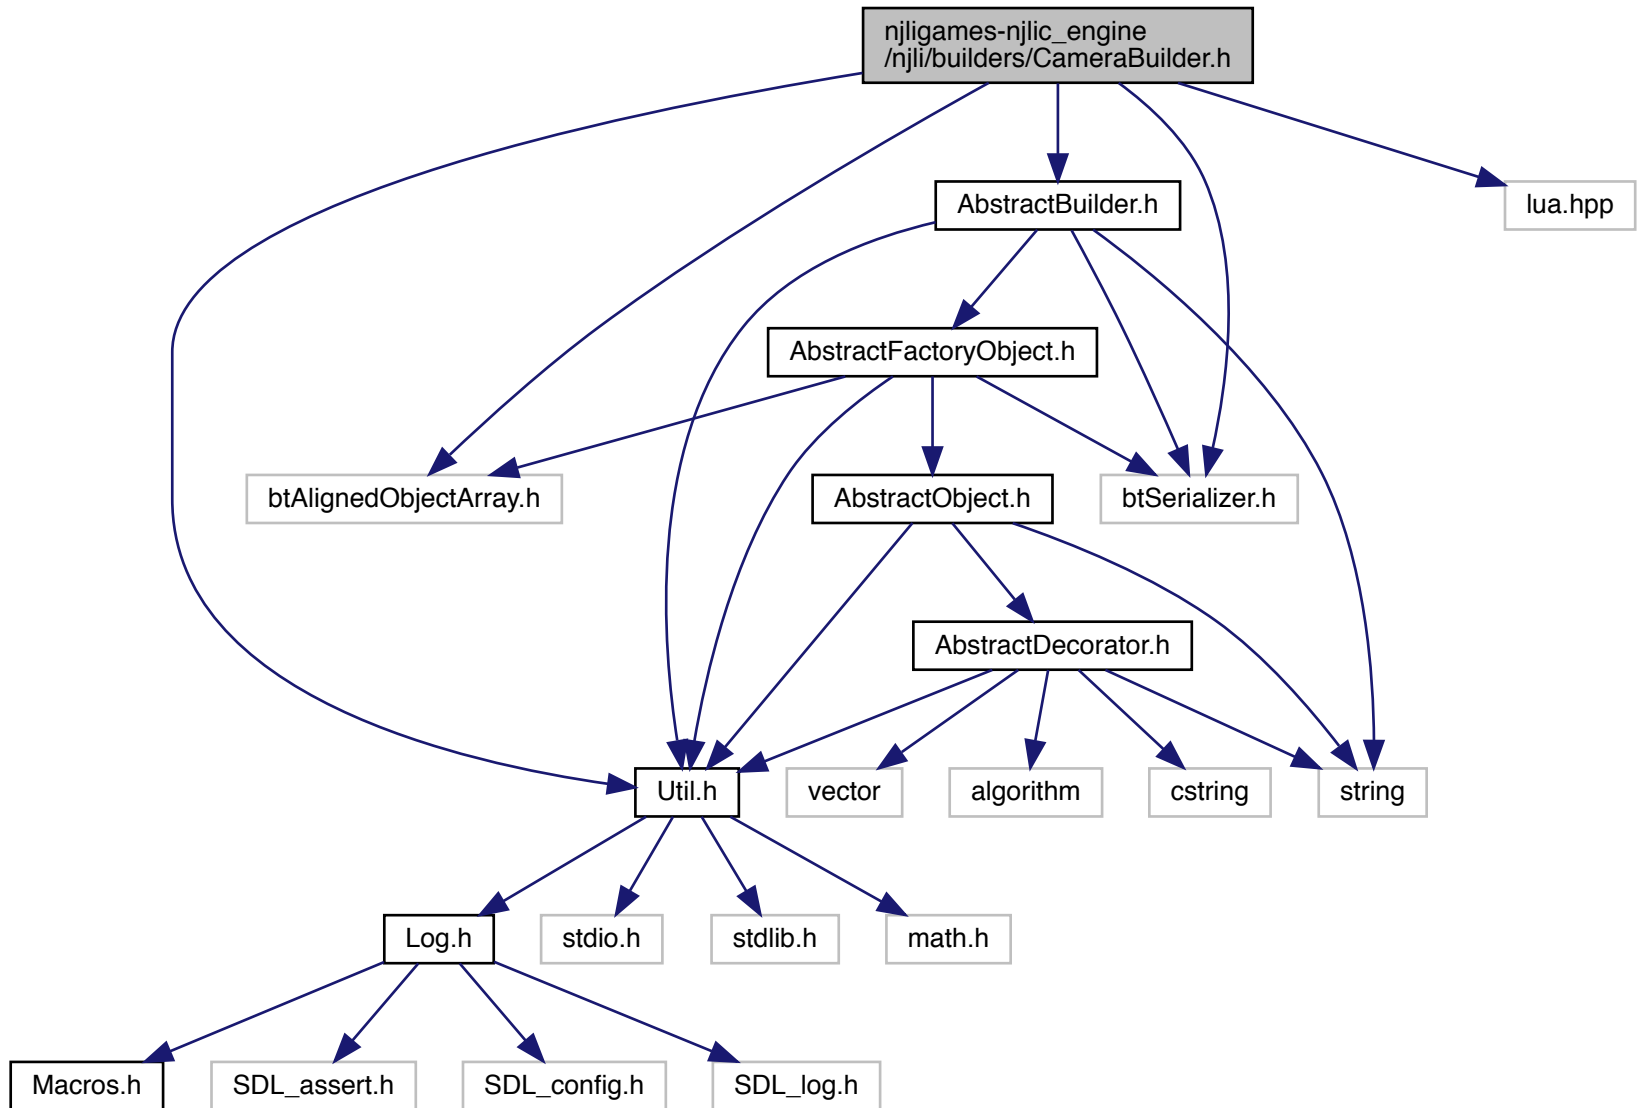 njligames-njlic_engine
/njli/builders/CameraBuilder.h
AbstractBuilder.h
lua.hpp
AbstractFactoryObject.h
btAlignedObjectArray.h
AbstractObject.h
btSerializer.h
AbstractDecorator.h
Util.h
vector
algorithm
cstring
string
Log.h
stdio.h
stdlib.h
math.h
Macros.h
SDL_assert.h
SDL_config.h
SDL_log.h